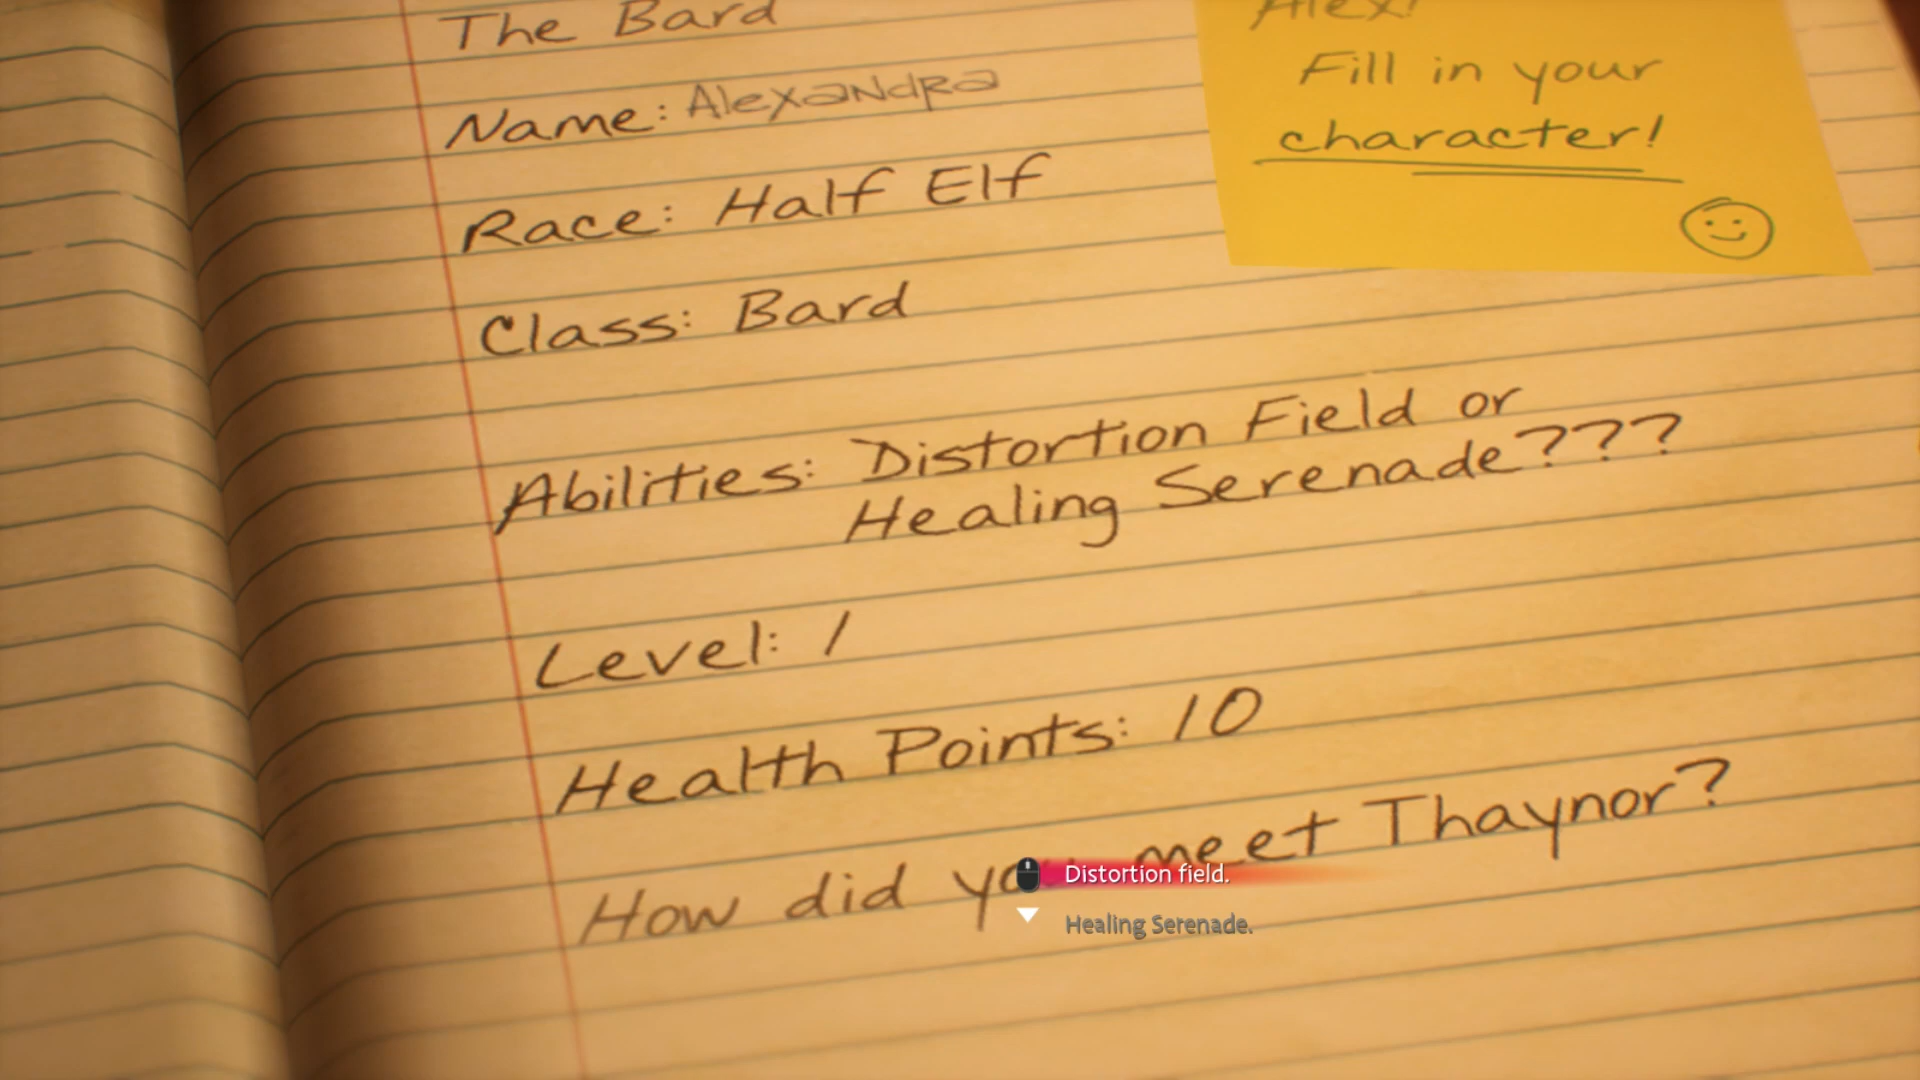 The Bard
Alex!
Name: Alexandra
Fill in your
character!
Race: Half Elf
Class: Bard
Abilities: Distortion Field or
Healing Serenade???
Level: 1
Health Points: 10
How did you meet Thaynor?
Distortion field.
Healing Serenade.